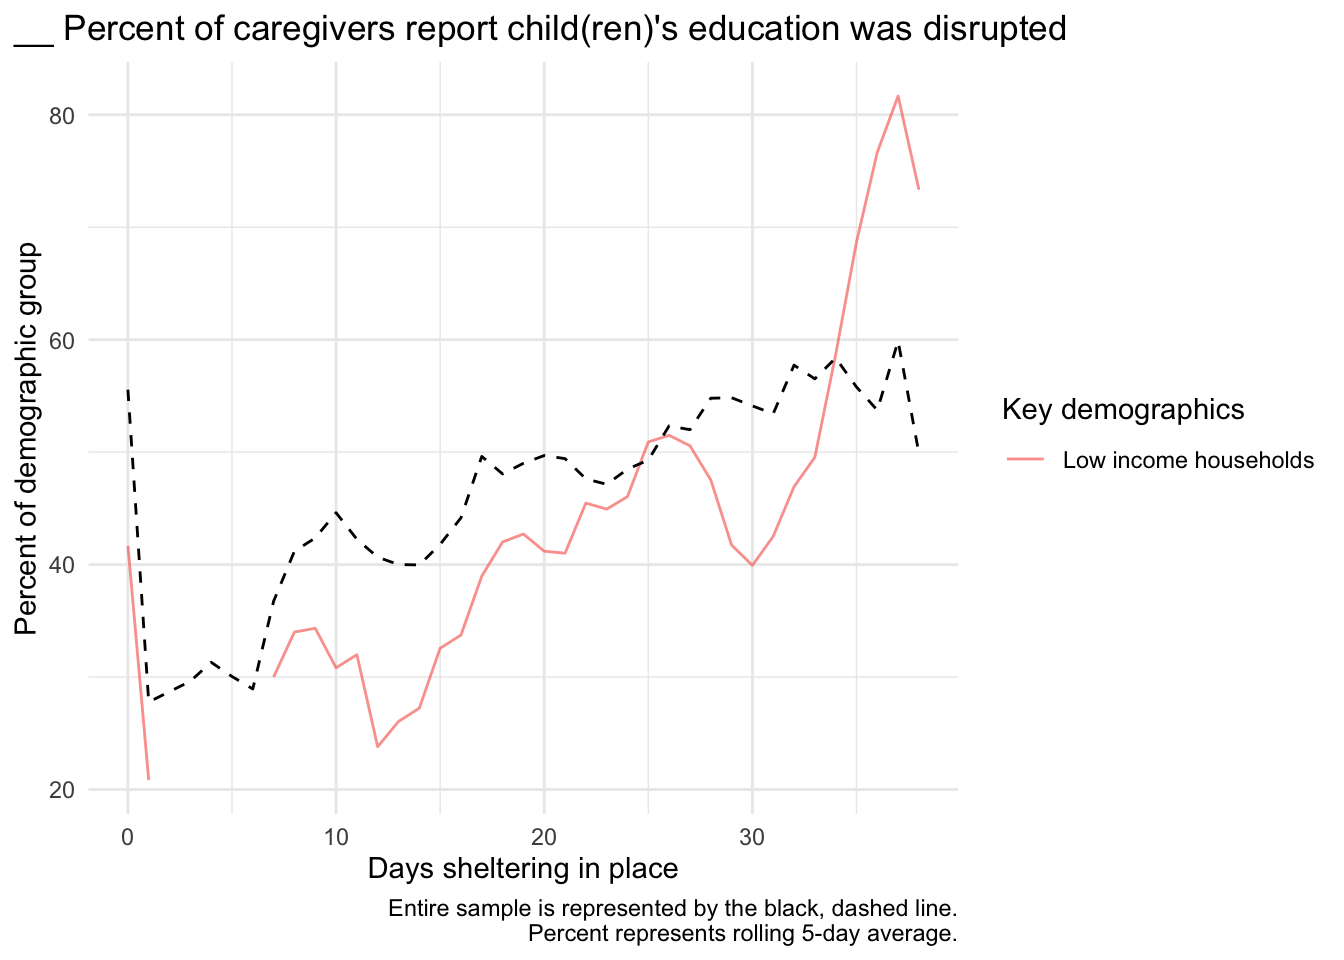 __ Percent of caregivers report child(ren)'s education was disrupted
Percent of demographic group
80
60
40
20
0 10 20 30
Days sheltering in place
Key demographics
Low income households
Entire sample is represented by the black, dashed line.
Percent represents rolling 5-day average.